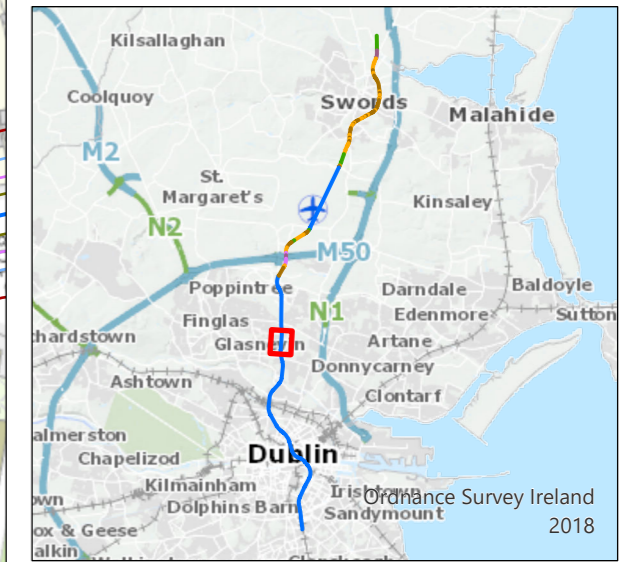 Kilsallaghan
Coolquoy
Swords
Malahide
M2
St.
Margaret's
Kinsaley
N2
M50
Poppintree
Darndale
Baldoyle
N1
Edenmore
Sutton
Finglas
chardstown
Glasnevin
Artane
Donnycarney
Ashtown
Clontarf
almerston
Dublin
Chapelizod
Kilmainham
Irishtown
Ordnance Survey Ireland
2018
own
Dolphins Barn
Sandymount
ox & Geese
alkin